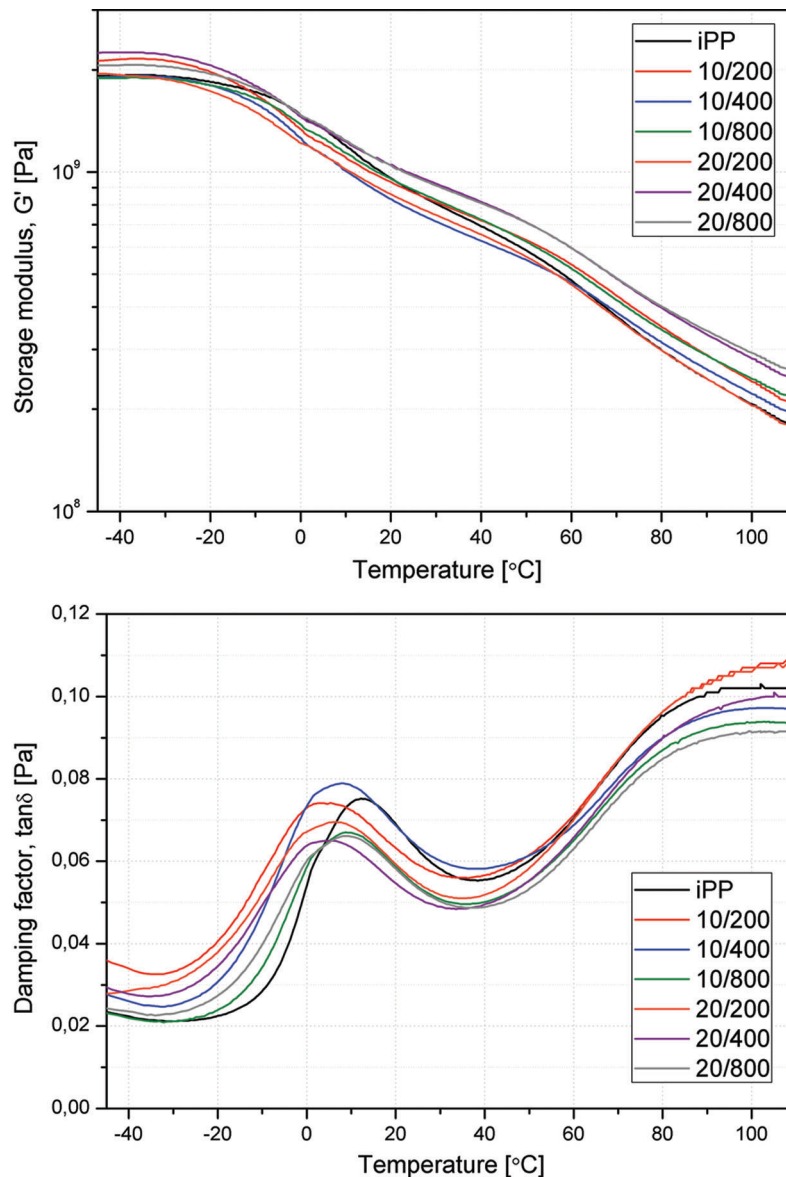 Storage modulus, G' [Pa]
10⁹
10⁸
iPP
10/200
10/400
10/800
20/200
20/400
20/800
-40 -20 0 20 40 60 80 100
Temperature [°C]
Damping factor, tanδ [Pa]
0,12
0,10
0,08
0,06
0,04
0,02
0,00
iPP
10/200
10/400
10/800
20/200
20/400
20/800
-40 -20 0 20 40 60 80 100
Temperature [°C]